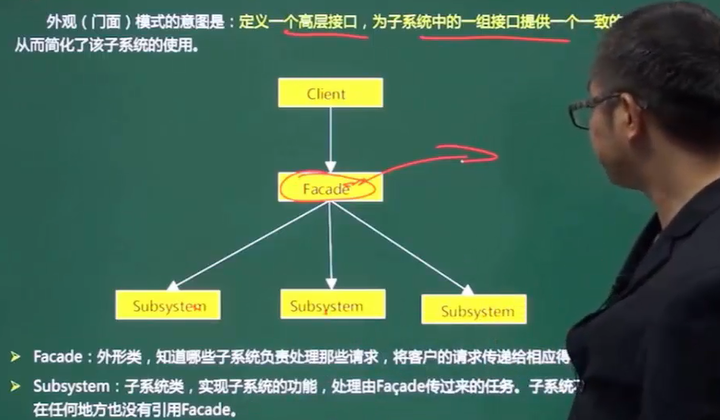 外观（门面）模式的意图是：定义一个高层接口，为子系统中的一组接口提供一个一致的
从而简化了该子系统的使用。
Client
Facade
Subsystem
Subsystem
Subsystem
Facade：外形类，知道哪些子系统负责处理那些请求，将客户的请求传递给相应得
Subsystem：子系统类，实现子系统的功能，处理由Façade传过来的任务。子系统
在任何地方也没有引用Facade。